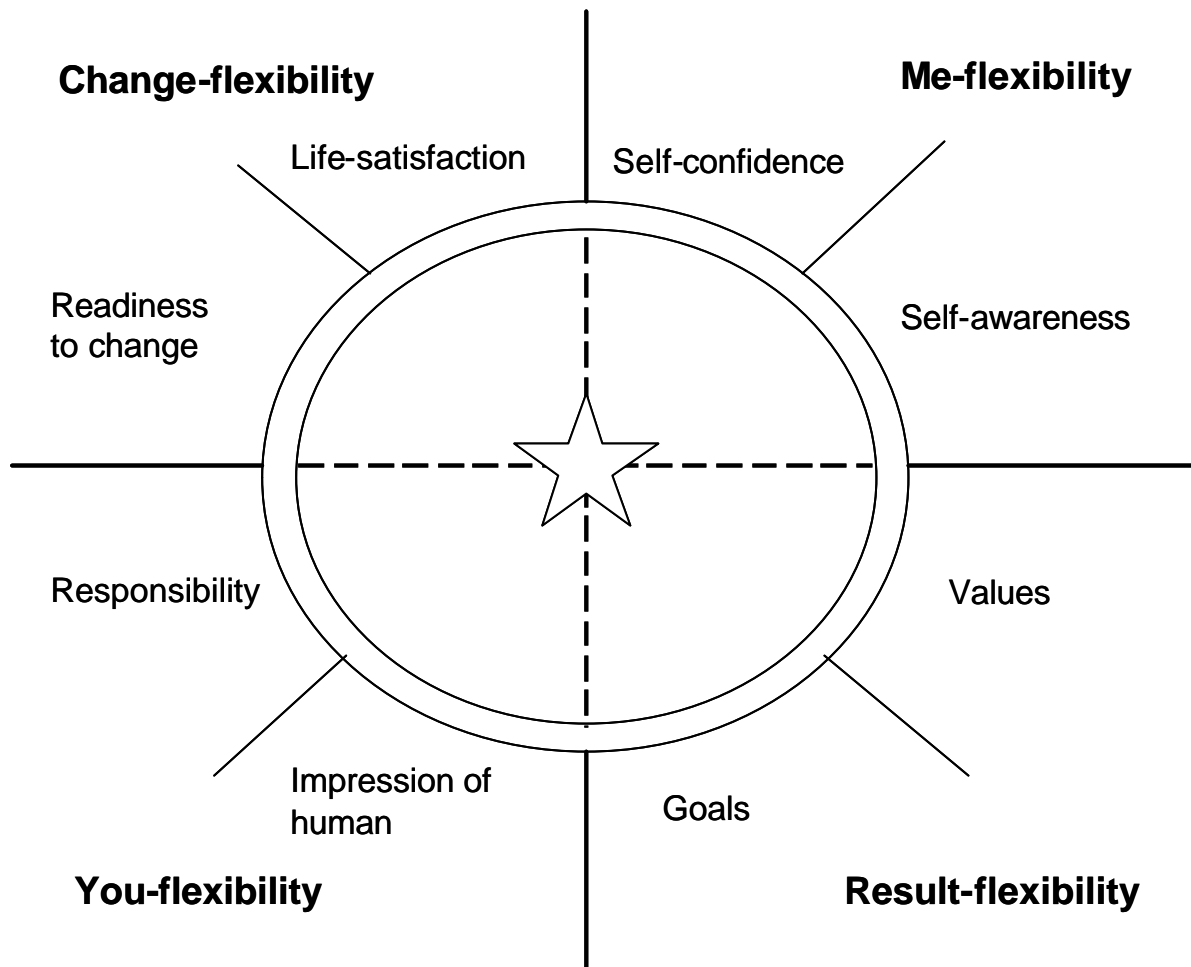 Change-flexibility
Me-flexibility
Life-satisfaction
Self-confidence
Readiness
to change
Self-awareness
Responsibility
Values
Impression of
human
Goals
You-flexibility
Result-flexibility